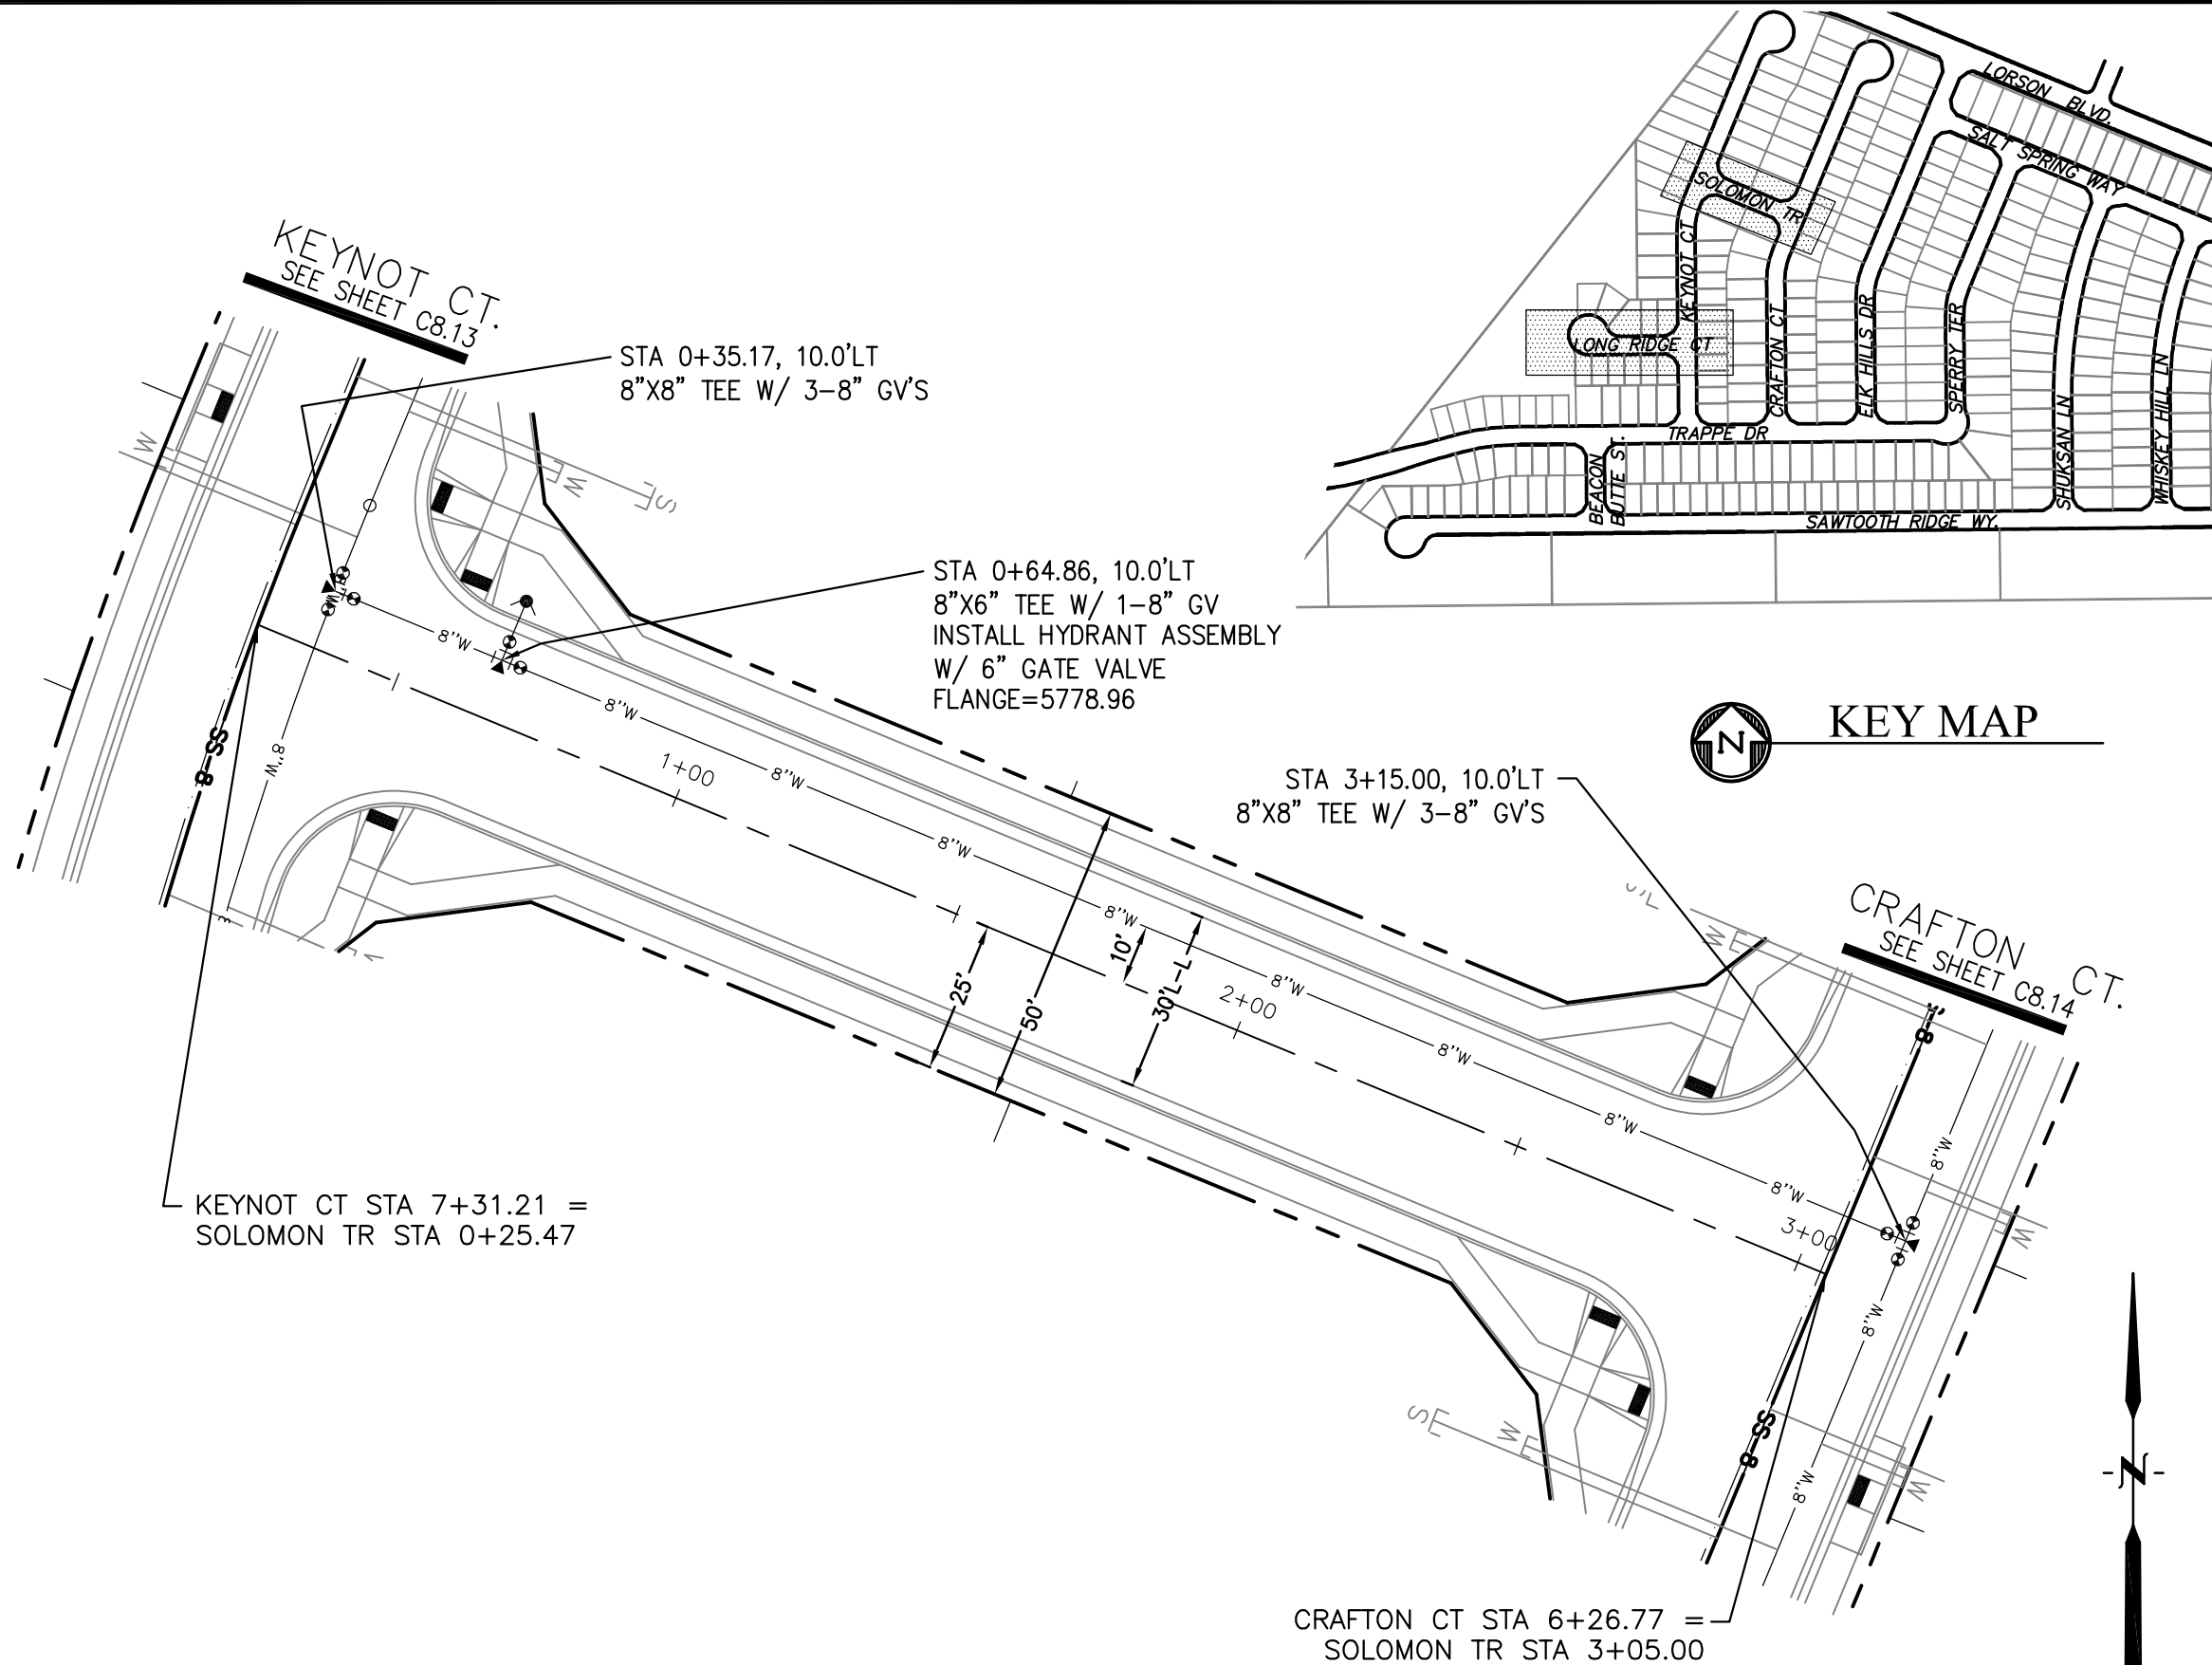 KEYNOT CT.
SEE SHEET C8.13
STA 0+35.17, 10.0'LT
8"X8" TEE W/ 3-8" GV'S
STA 0+64.86, 10.0'LT
8"X6" TEE W/ 1-8" GV
INSTALL HYDRANT ASSEMBLY
W/ 6" GATE VALVE
FLANGE=5778.96
LORSON BLVD.
SALT SPRING WAY
SOLOMON TR
KEYNOT CT
LONG RIDGE CT
CRAFTON CT
ELK HILLS DR
SPERRY TER
SHUKSAN LN
WHISKEY HILL LN
TRAPPE DR
BEACON
BUTTE ST.
SAWTOOTH RIDGE WY.
N
KEY MAP
STA 3+15.00, 10.0'LT
8"X8" TEE W/ 3-8" GV'S
CRAFTON CT.
SEE SHEET C8.14
W
W
S
W
8"W
8"W
8"W
8"W
8"W
8"W
8"W
8"W
8"W
8"W
8-SS
8"W
1+00
2+00
3+00
25'
50'
10'
30'L-L
W
8"W
8"W
8"W
W
W
S
W
8-SS
KEYNOT CT STA 7+31.21 =
SOLOMON TR STA 0+25.47
CRAFTON CT STA 6+26.77 =
SOLOMON TR STA 3+05.00
N